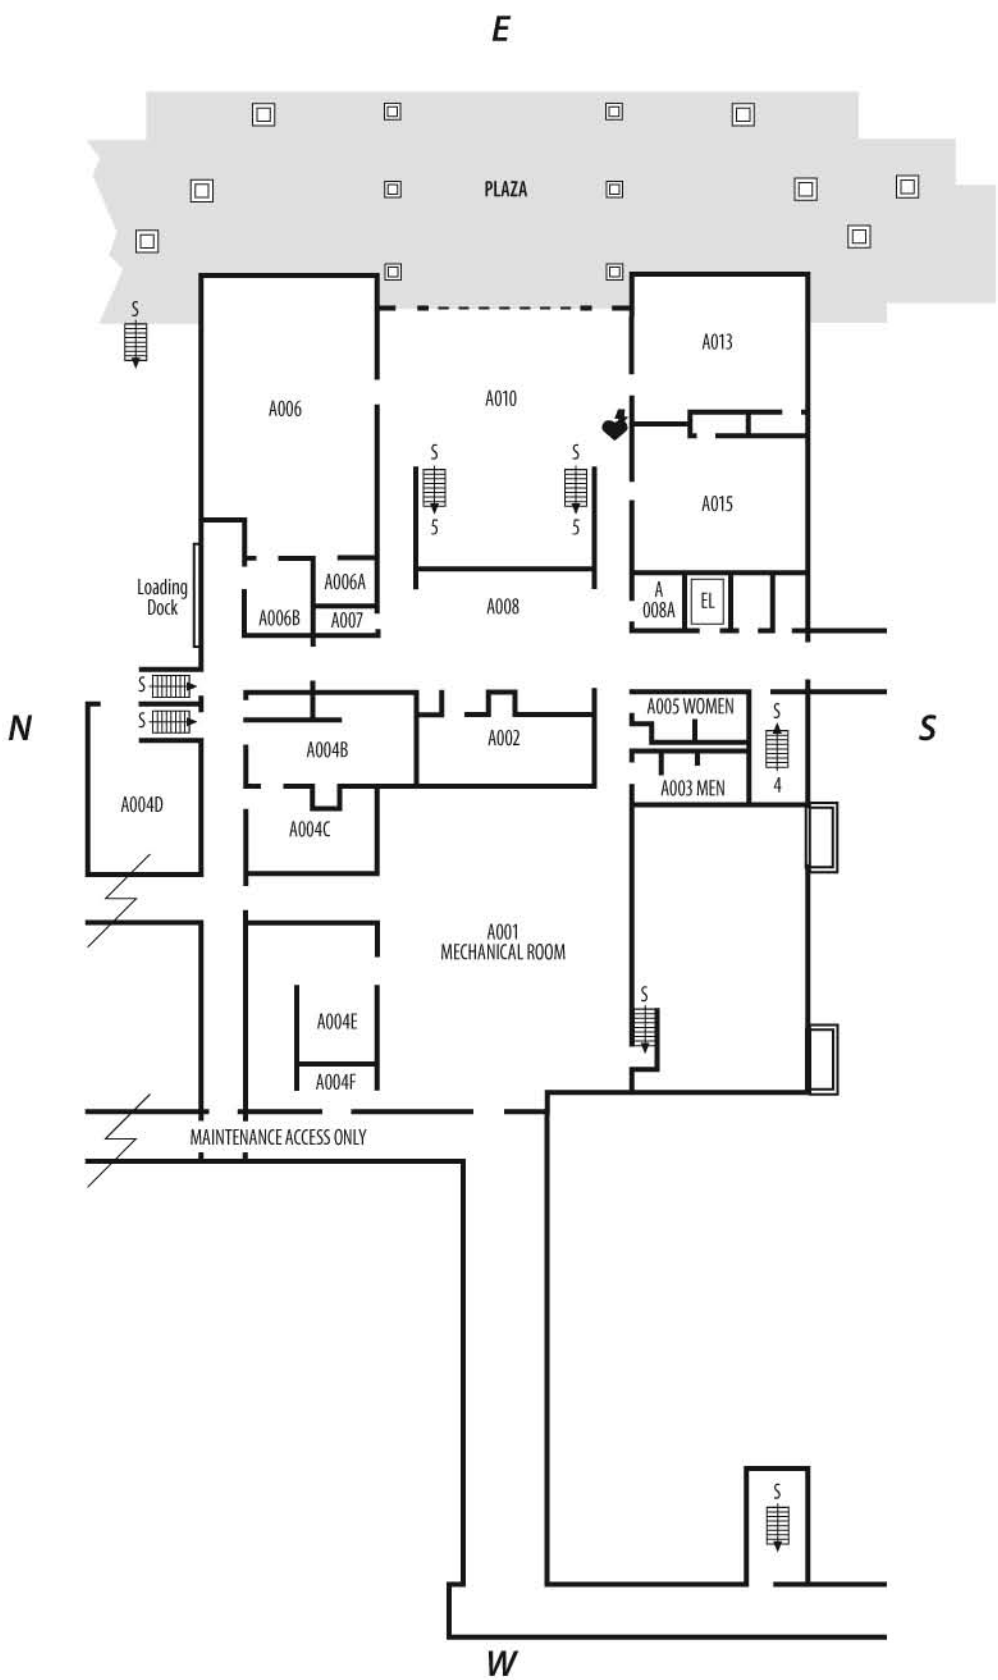 E
PLAZA
S
A013
A006
A010
S
S
A015
5
5
Loading
Dock
A006A
A
008A
EL
A008
A006B
A007
S
S
A005 WOMEN
S
N
S
A002
A004B
4
A003 MEN
A004D
A004C
A001
MECHANICAL ROOM
S
A004E
A004F
MAINTENANCE ACCESS ONLY
S
W